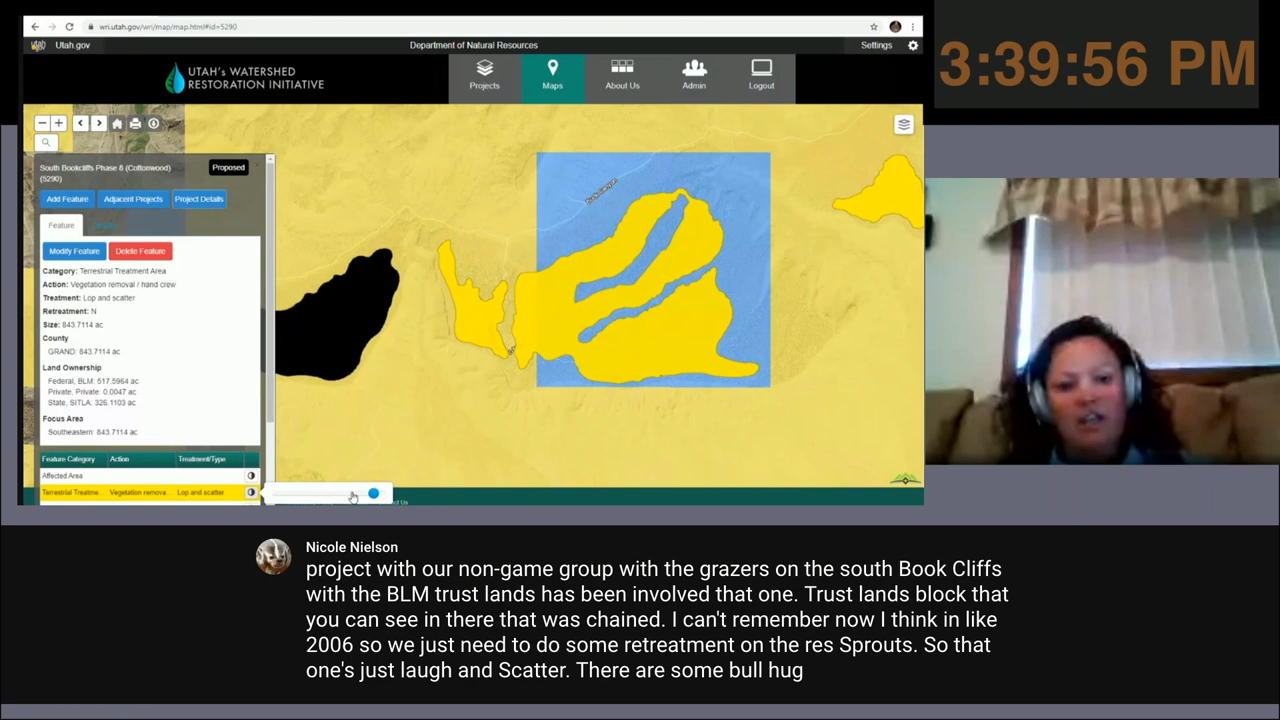 wri.utah.gov/wri/map/map.html#id=5290
3:39:56 PM
Utah.gov
Department of Natural Resources
Settings
UTAH's WATERSHED
RESTORATION INITIATIVE
Projects
Maps
About Us
Admin
Logout
South Bookcliffs Phase 8 (Cottonwood)
(5290)
Proposed
Add Feature
Adjacent Projects
Project Details
Feature
Modify Feature
Delete Feature
Category: Terrestrial Treatment Area
Action: Vegetation removal / hand crew
Treatment: Lop and scatter
Retreatment: N
Size: 843.7114 ac
County
GRAND: 843.7114 ac
Land Ownership
Federal, BLM: 517.5964 ac
Private, Private: 0.0047 ac
State, SITLA: 326.1103 ac
Focus Area
Southeastern: 843.7114 ac
Feature Category Action Treatment/Type
Affected Area
Terrestrial Treatme... Vegetation remova... Lop and scatter
Nicole Nielson
project with our non-game group with the grazers on the south Book Cliffs
with the BLM trust lands has been involved that one. Trust lands block that
you can see in there that was chained. I can't remember now I think in like
2006 so we just need to do some retreatment on the res Sprouts. So that
one's just laugh and Scatter. There are some bull hug